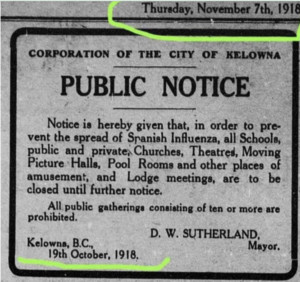 Thursday, November 7th, 1918
CORPORATION OF THE CITY OF KELOWNA
PUBLIC NOTICE
Notice is hereby given that, in order to pre-
vent the spread of Spanish Influenza, all Schools,
public and private, Churches, Theatres, Moving
Picture Halls, Pool Rooms and other places of
amusement, and Lodge meetings, are to be
closed until further notice.
All public gatherings consisting of ten or more are
prohibited.
D. W. SUTHERLAND,
Mayor.
Kelowna, B.C.,
19th October, 1918.